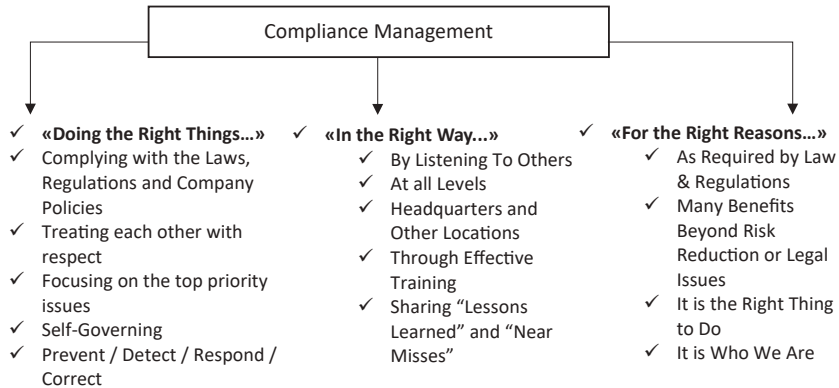 Compliance Management
✓ «Doing the Right Things…»
✓ Complying with the Laws,
Regulations and Company
Policies
✓ Treating each other with
respect
✓ Focusing on the top priority
issues
✓ Self-Governing
✓ Prevent / Detect / Respond /
Correct
✓ «In the Right Way...»
✓ By Listening To Others
✓ At all Levels
✓ Headquarters and
Other Locations
✓ Through Effective
Training
✓ Sharing “Lessons
Learned” and “Near
Misses”
✓ «For the Right Reasons…»
✓ As Required by Law
& Regulations
✓ Many Benefits
Beyond Risk
Reduction or Legal
Issues
✓ It is the Right Thing
to Do
✓ It is Who We Are